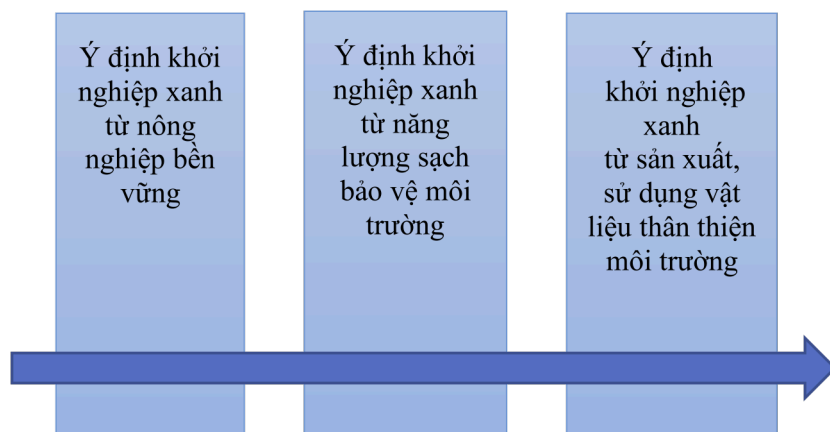 Ý định khởi
nghiệp xanh
từ nông
nghiệp bền
vững
Ý định khởi
nghiệp xanh
từ năng
lượng sạch
bảo vệ môi
trường
Ý định
khởi nghiệp
xanh
từ sản xuất,
sử dụng vật
liệu thân thiện
môi trường